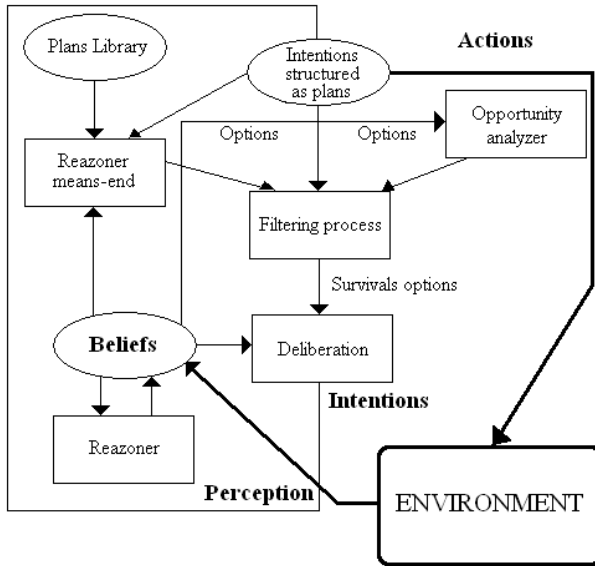 Plans Library
Intentions
structured
as plans
Actions
Opportunity
analyzer
Options
Options
Reazoner
means-end
Filtering process
Survivals options
Beliefs
Deliberation
Intentions
Reazoner
Perception
ENVIRONMENT